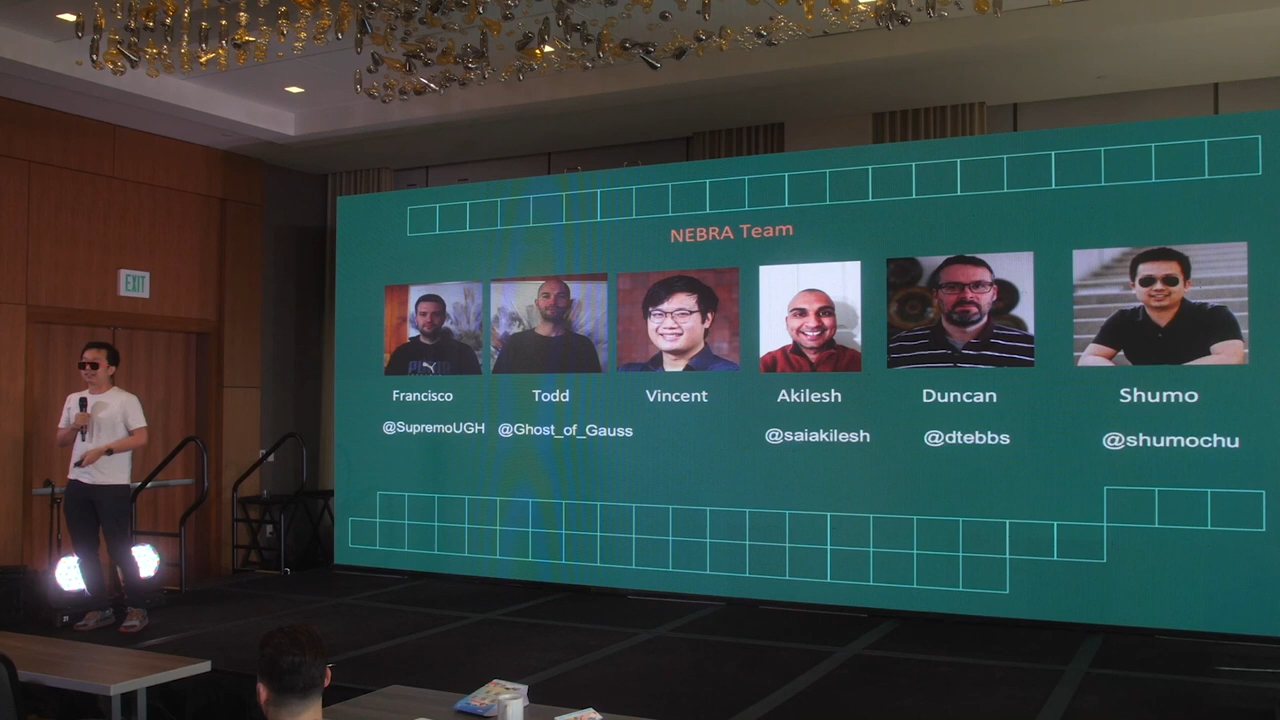 EXIT
NEBRA Team
Francisco Todd Vincent Akilesh Duncan Shumo
@SupremoUGH @Ghost_of_Gauss @saiakilesh @dtebbs @shumochu